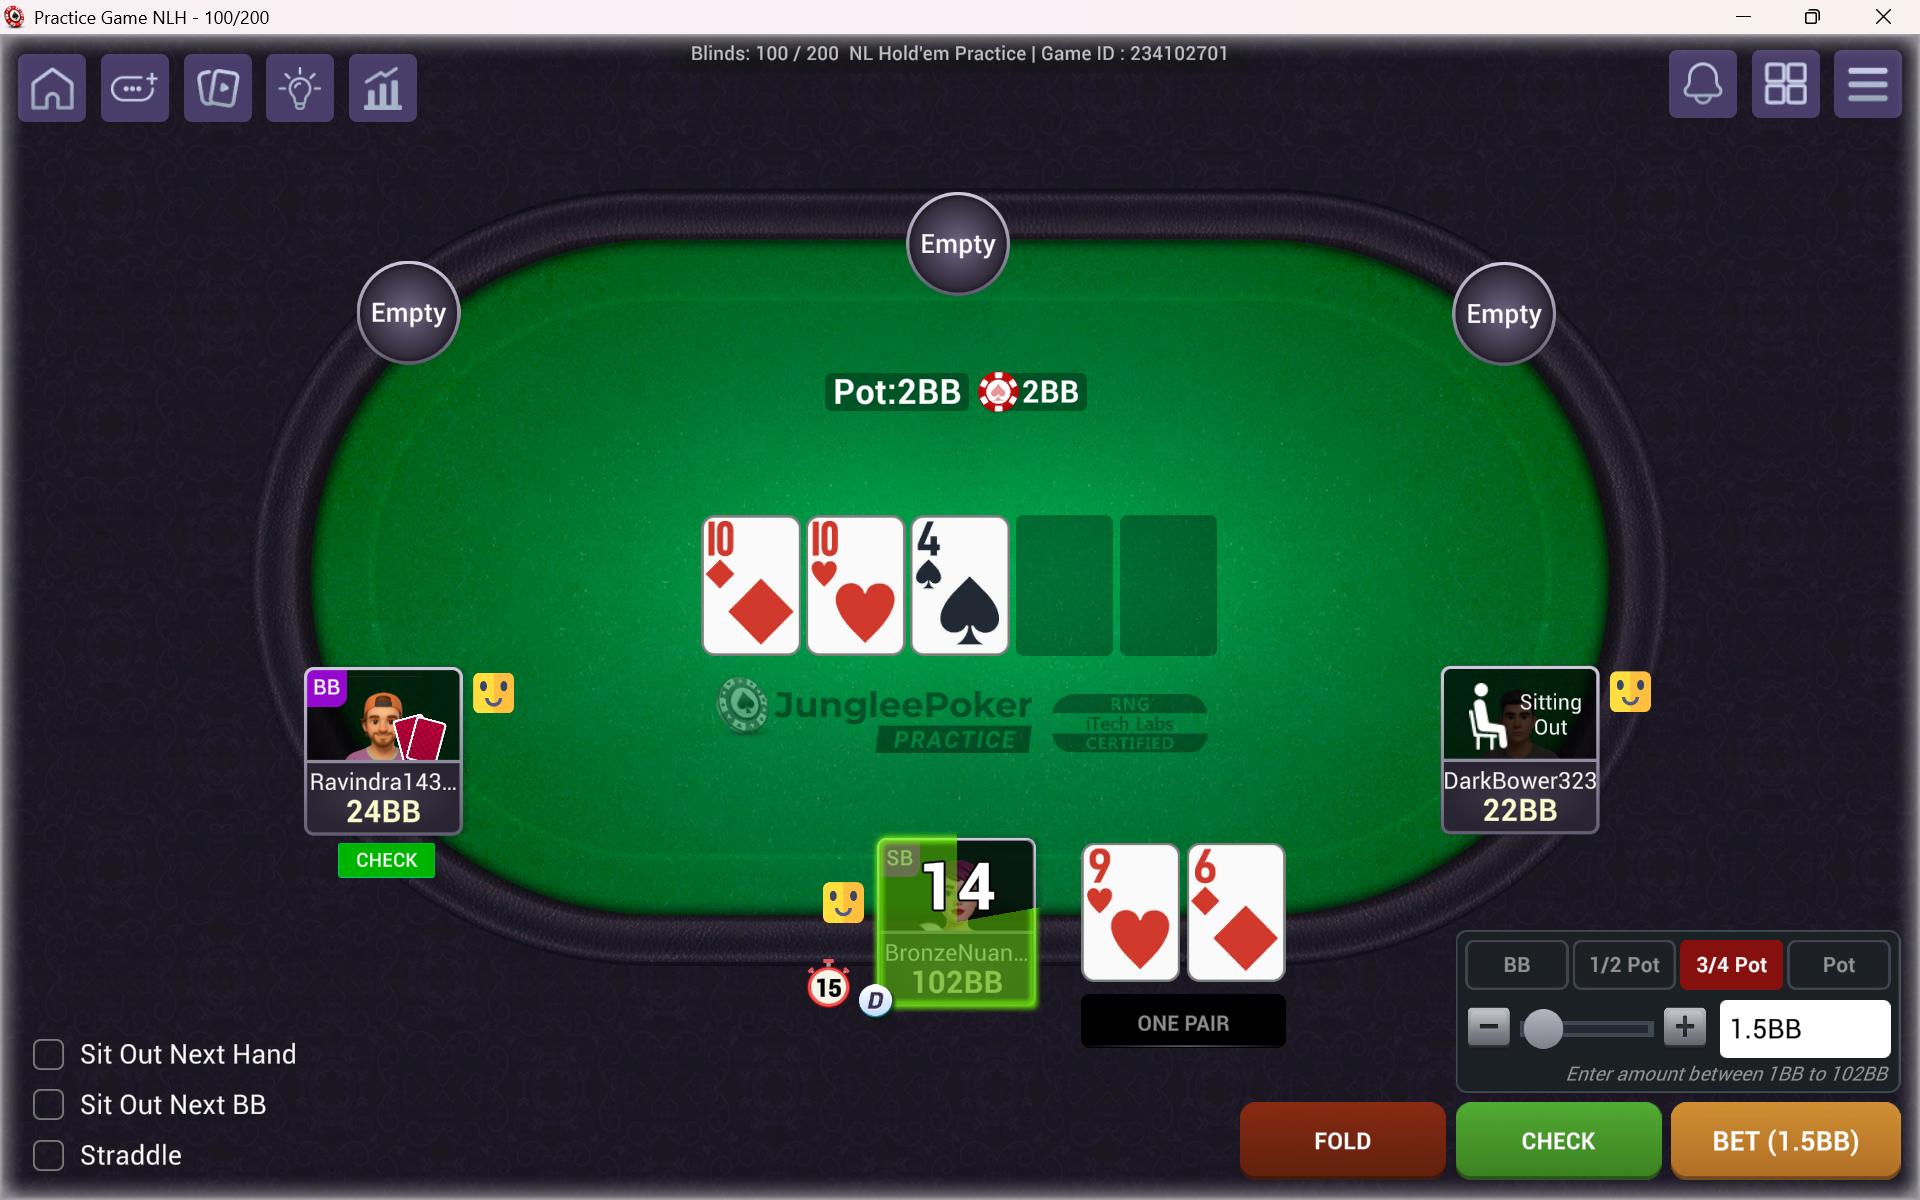 Practice Game NLH - 100/200
Blinds: 100 / 200 NL Hold'em Practice | Game ID : 234102701
Empty
Empty
Empty
Pot:2BB 2BB
10
10
4
JungleePoker
PRACTICE
RNG
iTech Labs
CERTIFIED
BB
Ravindra143...
24BB
CHECK
Sitting
Out
DarkBower323
22BB
SB
14
BronzeNuan...
102BB
15
D
9
6
ONE PAIR
BB
1/2 Pot
3/4 Pot
Pot
1.5BB
Enter amount between 1BB to 102BB
Sit Out Next Hand
Sit Out Next BB
Straddle
FOLD
CHECK
BET (1.5BB)